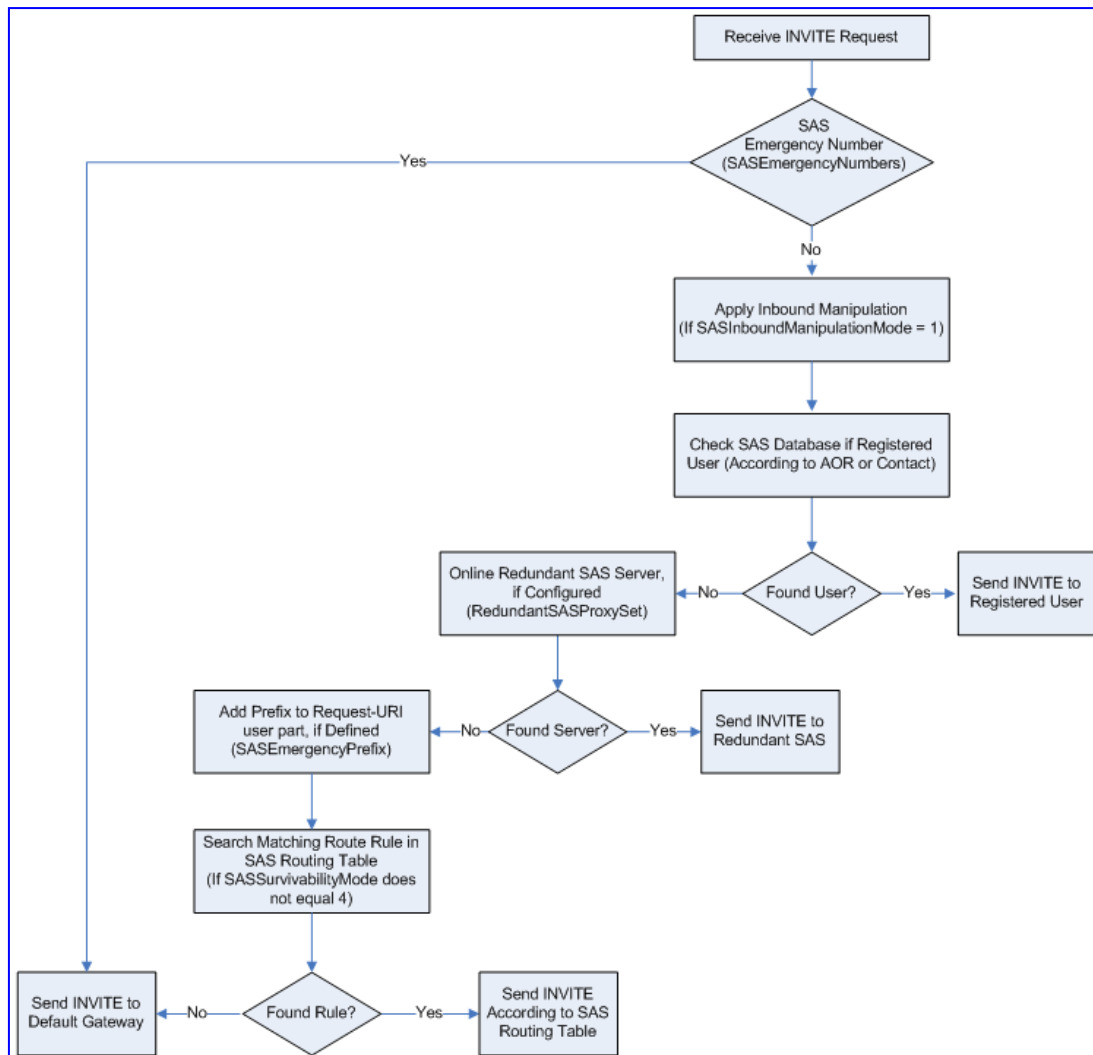 Receive INVITE Request
SAS
Emergency Number
(SASEmergencyNumbers)
Yes
No
Apply Inbound Manipulation
(If SASInboundManipulationMode = 1)
Check SAS Database if Registered
User (According to AOR or Contact)
Online Redundant SAS Server,
if Configured
(RedundantSASProxySet)
No
Found User?
Yes
Send INVITE to
Registered User
Add Prefix to Request-URI
user part, if Defined
(SASEmergencyPrefix)
No
Found Server?
Yes
Send INVITE to
Redundant SAS
Search Matching Route Rule in
SAS Routing Table
(If SASSurvivabilityMode does
not equal 4)
Send INVITE to
Default Gateway
No
Found Rule?
Yes
Send INVITE
According to SAS
Routing Table